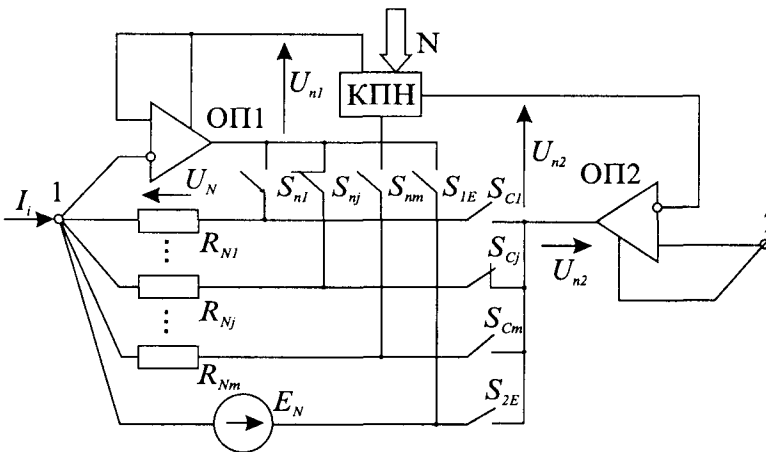 N
U_n1
КПН
ОП1
U_n2
ОП2
1
U_N
S_n1
S_nj
S_nm
S_1E
S_C1
I_i
2
R_N1
S_Cj
U_n2
R_Nj
S_Cm
R_Nm
E_N
S_2E